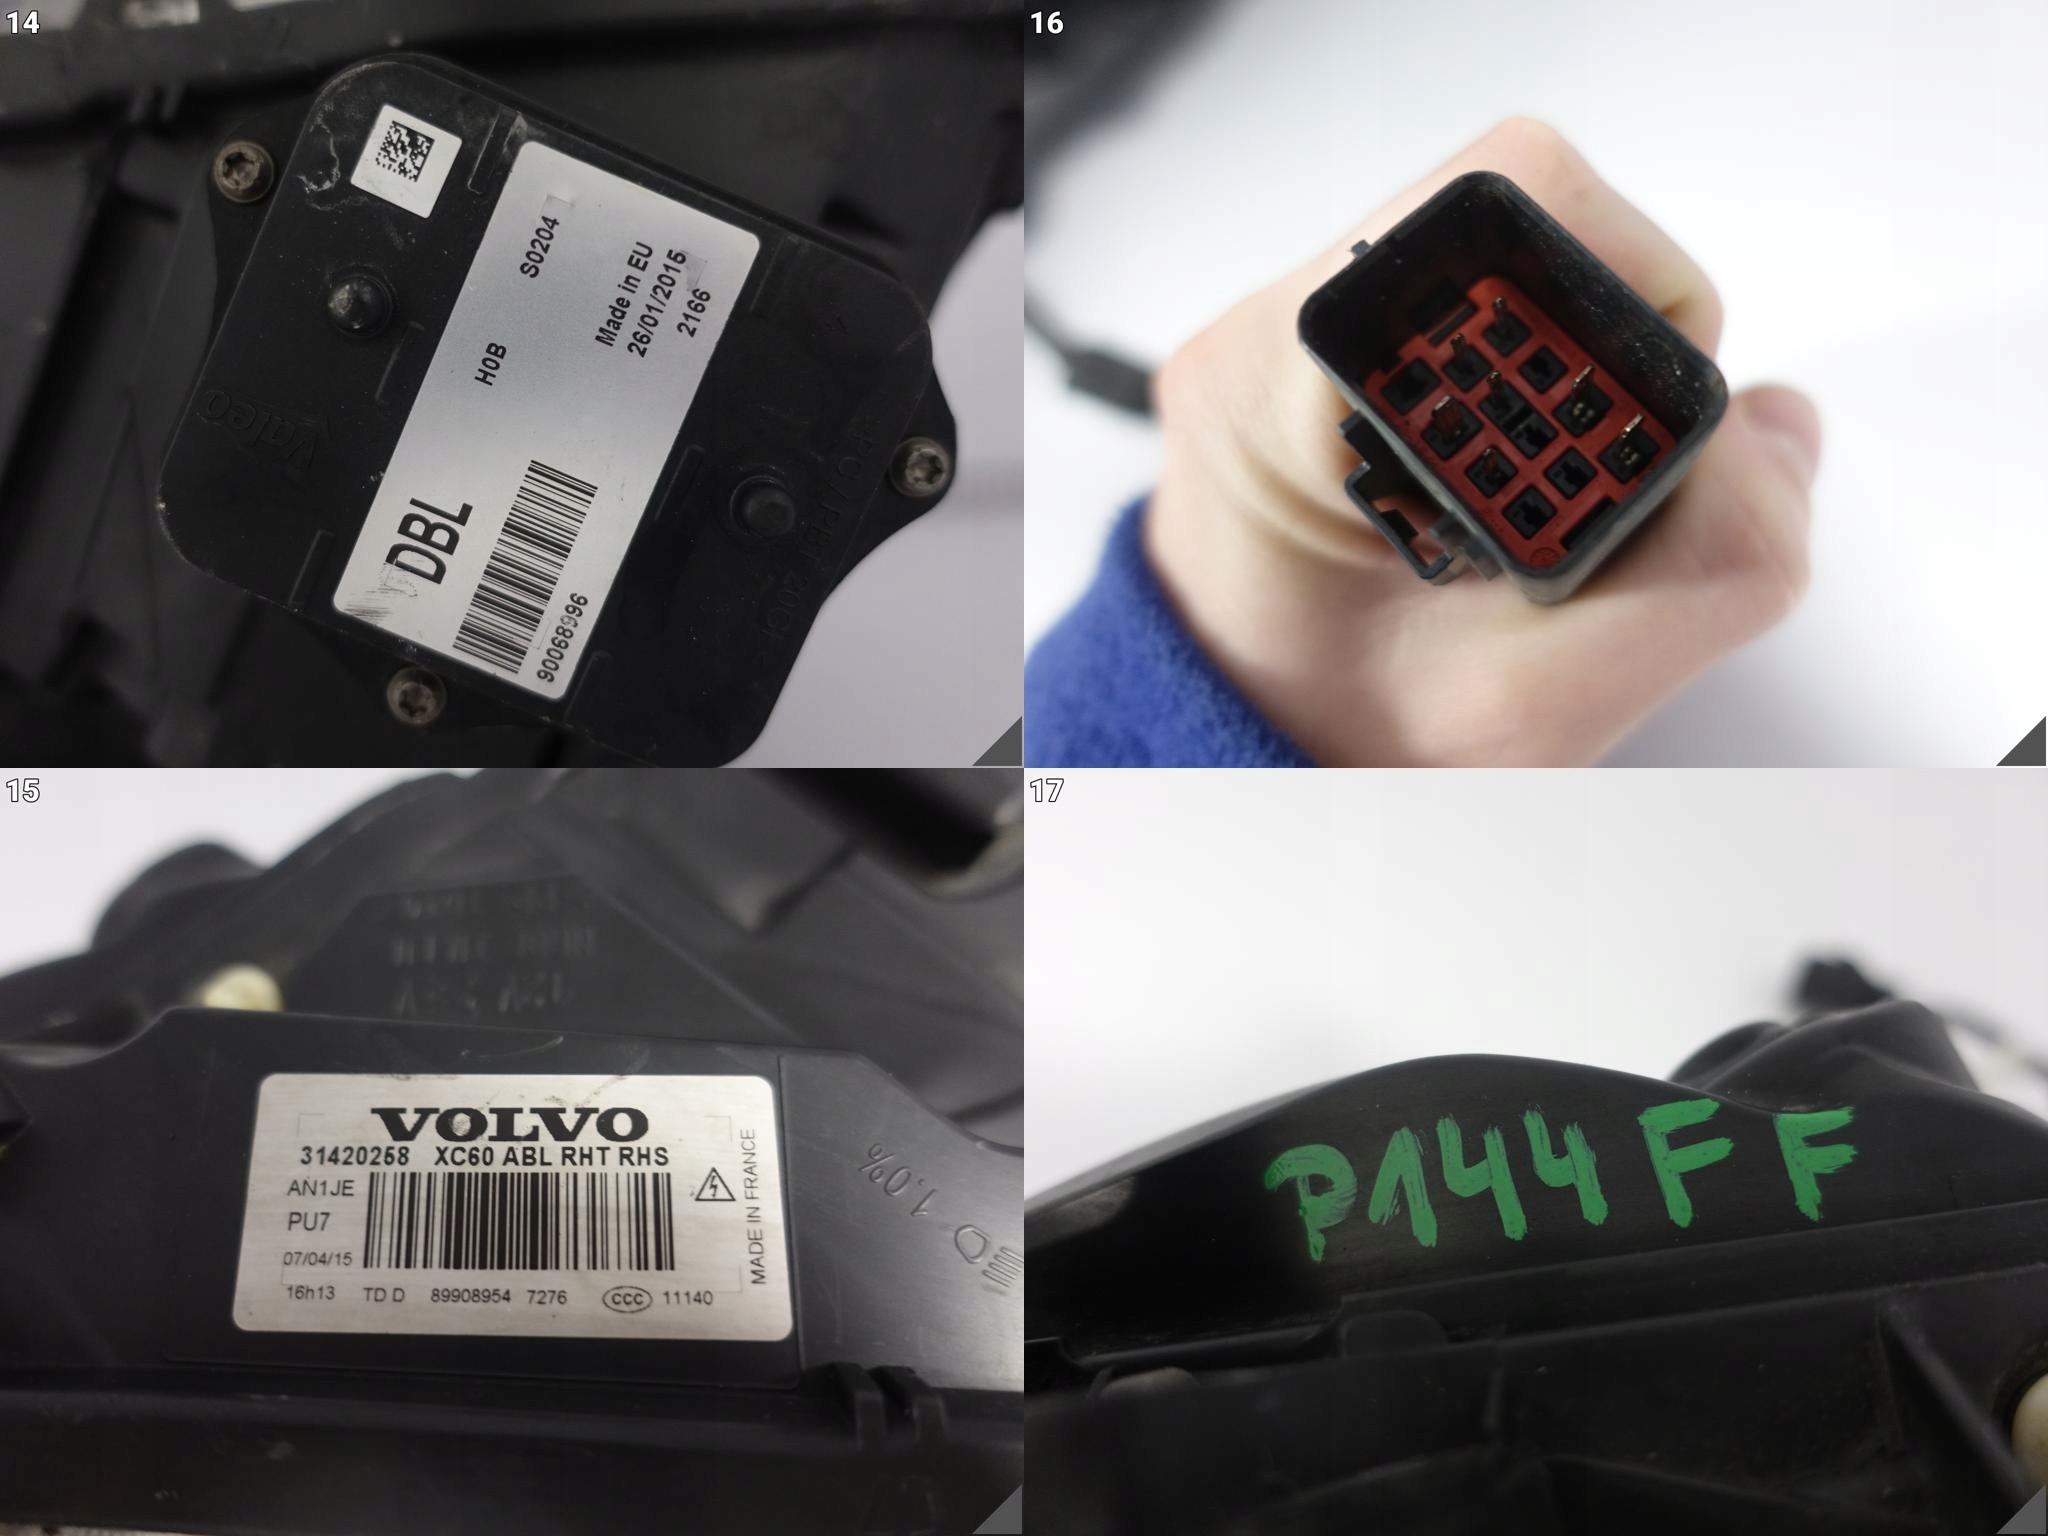 14
S0204
H0B
Made in EU
26/01/2015
2166
DBL
90068996
valeo
16
15
VOLVO
31420258 XC60 ABL RHT RHS
AN1JE
PU7
07/04/15
16h13 TD D 89908954 7276 CCC 11140
MADE IN FRANCE
1.0%
17
P144 F F